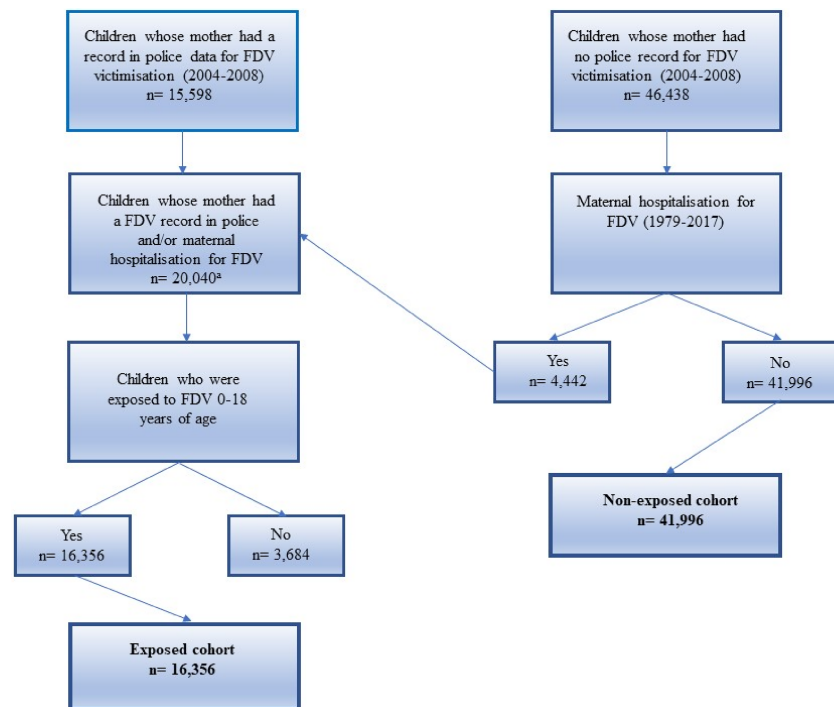 Children whose mother had a
record in police data for FDV
victimisation (2004-2008)
n= 15,598
Children whose mother had
no police record for FDV
victimisation (2004-2008)
n= 46,438
Children whose mother had
a FDV record in police
and/or maternal
hospitalisation for FDV
n= 20,040ᵃ
Maternal hospitalisation for
FDV (1979-2017)
Yes
n= 4,442
No
n= 41,996
Children who were
exposed to FDV 0-18
years of age
Non-exposed cohort
n= 41,996
Yes
n= 16,356
No
n= 3,684
Exposed cohort
n= 16,356